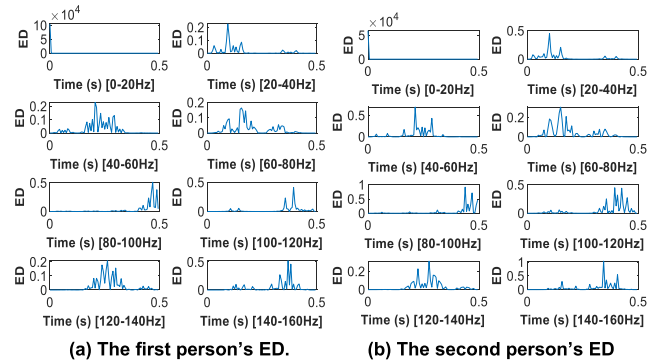 ×10⁴
10
5
0
ED
0
0.5
Time (s) [0-20Hz]
0.2
0.1
0
ED
0
0.5
Time (s) [20-40Hz]
0.2
0.1
0
ED
0
0.5
Time (s) [40-60Hz]
0.2
0.1
0
ED
0
0.5
Time (s) [60-80Hz]
0.5
0
ED
0
0.5
Time (s) [80-100Hz]
0.5
0
ED
0
0.5
Time (s) [100-120Hz]
0.2
0.1
0
ED
0
0.5
Time (s) [120-140Hz]
0.5
0
ED
0
0.5
Time (s) [140-160Hz]
(a) The first person's ED.
×10⁴
5
0
ED
0
0.5
Time (s) [0-20Hz]
0.4
0.2
0
ED
0
0.5
Time (s) [20-40Hz]
0.5
0
ED
0
0.5
Time (s) [40-60Hz]
0.2
0
ED
0
0.5
Time (s) [60-80Hz]
1
0.5
0
ED
0
0.5
Time (s) [80-100Hz]
0.5
0
ED
0
0.5
Time (s) [100-120Hz]
0.2
0
ED
0
0.5
Time (s) [120-140Hz]
1
0.5
0
ED
0
0.5
Time (s) [140-160Hz]
(b) The second person's ED